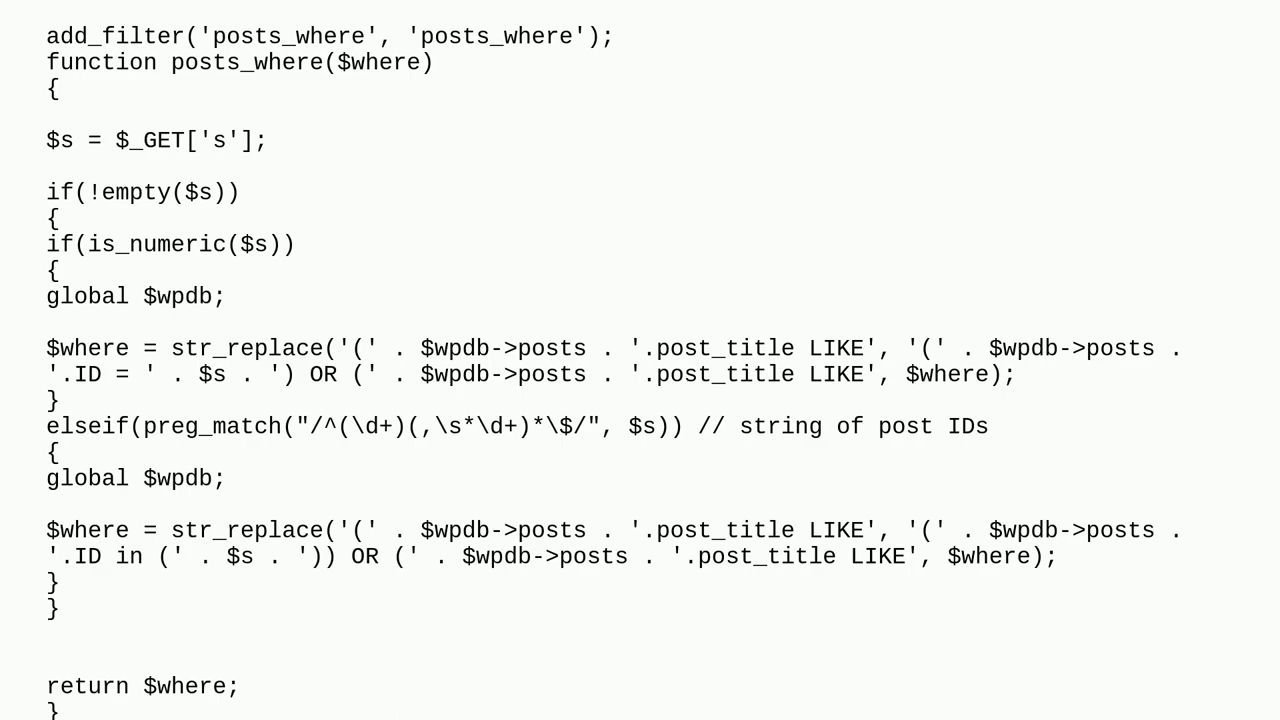 add_filter('posts_where', 'posts_where');
function posts_where($where)
{
$s = $_GET['s'];
if(!empty($s))
{
if(is_numeric($s))
{
global $wpdb;
$where = str_replace('(' . $wpdb->posts . '.post_title LIKE', '(' . $wpdb->posts .
'.ID = ' . $s . ') OR (' . $wpdb->posts . '.post_title LIKE', $where);
}
elseif(preg_match("/^(\d+)(,\s*\d+)*\$/", $s)) // string of post IDs
{
global $wpdb;
$where = str_replace('(' . $wpdb->posts . '.post_title LIKE', '(' . $wpdb->posts .
'.ID in (' . $s . ')) OR (' . $wpdb->posts . '.post_title LIKE', $where);
}
}
return $where;
}